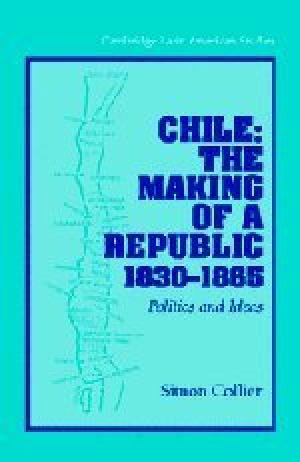 Cambridge Latin American Studies
CHILE:
THE
MAKING
OF A
REPUBLIC
1830–1865
Politics and Ideas
Simon Collier